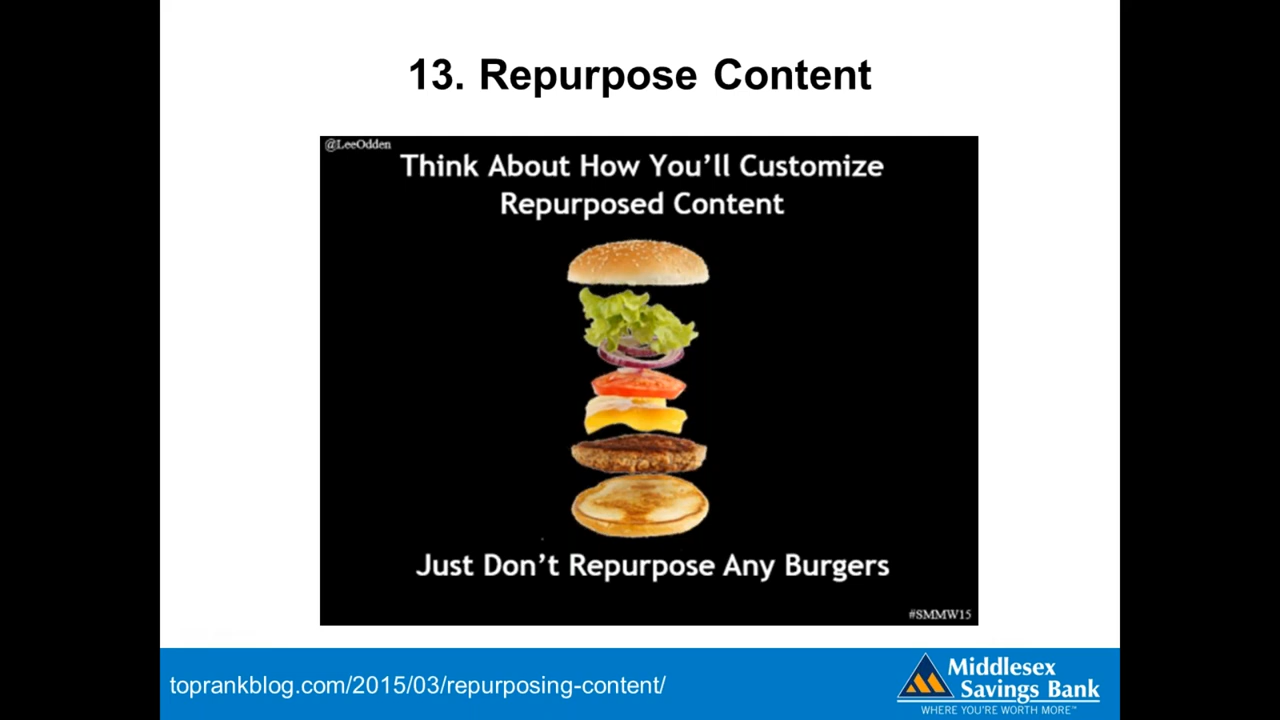 13. Repurpose Content
@LeeOdden
Think About How You'll Customize
Repurposed Content
Just Don't Repurpose Any Burgers
#SMMW15
toprankblog.com/2015/03/repurposing-content/
Middlesex
Savings Bank
WHERE YOU'RE WORTH MORE™